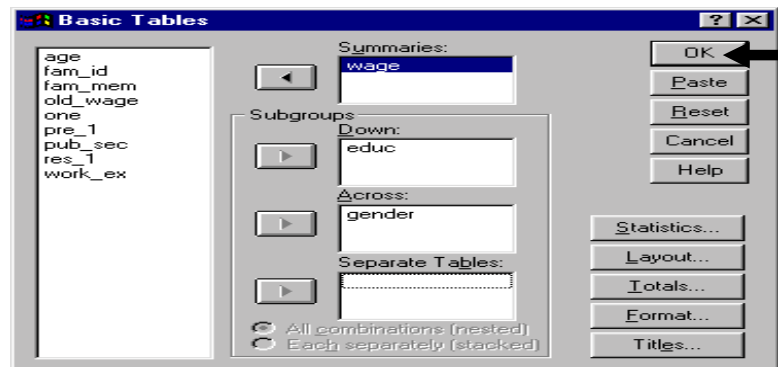 Basic Tables
age
fam_id
fam_mem
old_wage
one
pre_1
pub_sec
res_1
work_ex
Summaries:
wage
Subgroups
Down:
educ
Across:
gender
Separate Tables:
All combinations (nested)
Each separately (stacked)
OK
Paste
Reset
Cancel
Help
Statistics...
Layout...
Totals...
Format...
Titles...